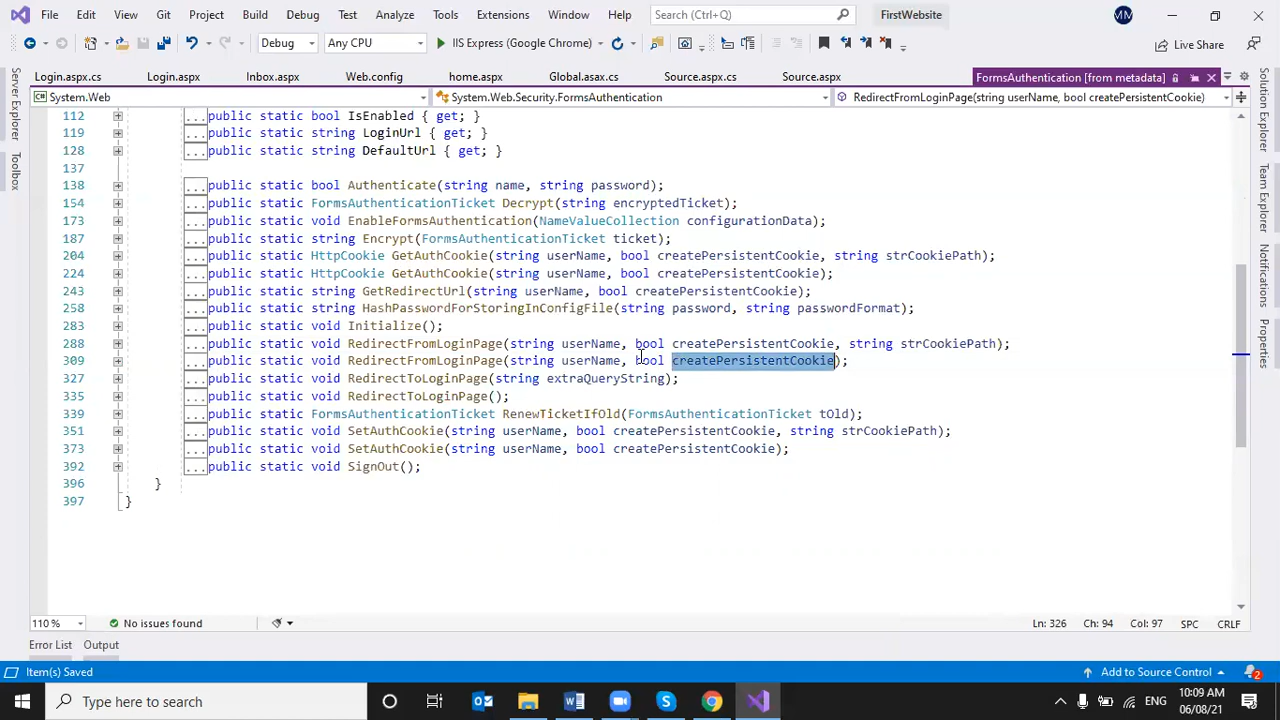 File Edit View Git Project Build Debug Test Analyze Tools Extensions Window Help Search (Ctrl+Q) FirstWebsite MM
Debug Any CPU IIS Express (Google Chrome) Live Share
Login.aspx.cs Login.aspx Inbox.aspx Web.config home.aspx Global.asax.cs Source.aspx.cs Source.aspx FormsAuthentication [from metadata]
System.Web System.Web.Security.FormsAuthentication RedirectFromLoginPage(string userName, bool createPersistentCookie)
112 ...public static bool IsEnabled { get; }
119 ...public static string LoginUrl { get; }
128 ...public static string DefaultUrl { get; }
137
138 ...public static bool Authenticate(string name, string password);
154 ...public static FormsAuthenticationTicket Decrypt(string encryptedTicket);
173 ...public static void EnableFormsAuthentication(NameValueCollection configurationData);
187 ...public static string Encrypt(FormsAuthenticationTicket ticket);
204 ...public static HttpCookie GetAuthCookie(string userName, bool createPersistentCookie, string strCookiePath);
224 ...public static HttpCookie GetAuthCookie(string userName, bool createPersistentCookie);
243 ...public static string GetRedirectUrl(string userName, bool createPersistentCookie);
258 ...public static string HashPasswordForStoringInConfigFile(string password, string passwordFormat);
283 ...public static void Initialize();
288 ...public static void RedirectFromLoginPage(string userName, bool createPersistentCookie, string strCookiePath);
309 ...public static void RedirectFromLoginPage(string userName, bool createPersistentCookie);
327 ...public static void RedirectToLoginPage(string extraQueryString);
335 ...public static void RedirectToLoginPage();
339 ...public static FormsAuthenticationTicket RenewTicketIfOld(FormsAuthenticationTicket tOld);
351 ...public static void SetAuthCookie(string userName, bool createPersistentCookie, string strCookiePath);
373 ...public static void SetAuthCookie(string userName, bool createPersistentCookie);
392 ...public static void SignOut();
396 }
397 }
Server Explorer
Toolbox
Solution Explorer
Team Explorer
Notifications
Properties
110 % No issues found Ln: 326 Ch: 94 Col: 97 SPC CRLF
Error List Output
Item(s) Saved Add to Source Control 2
Type here to search ENG 10:09 AM
06/08/21